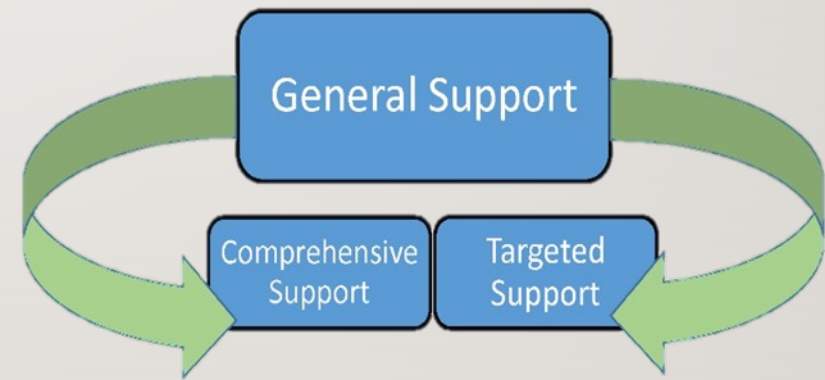 General Support
Comprehensive
Support
Targeted
Support